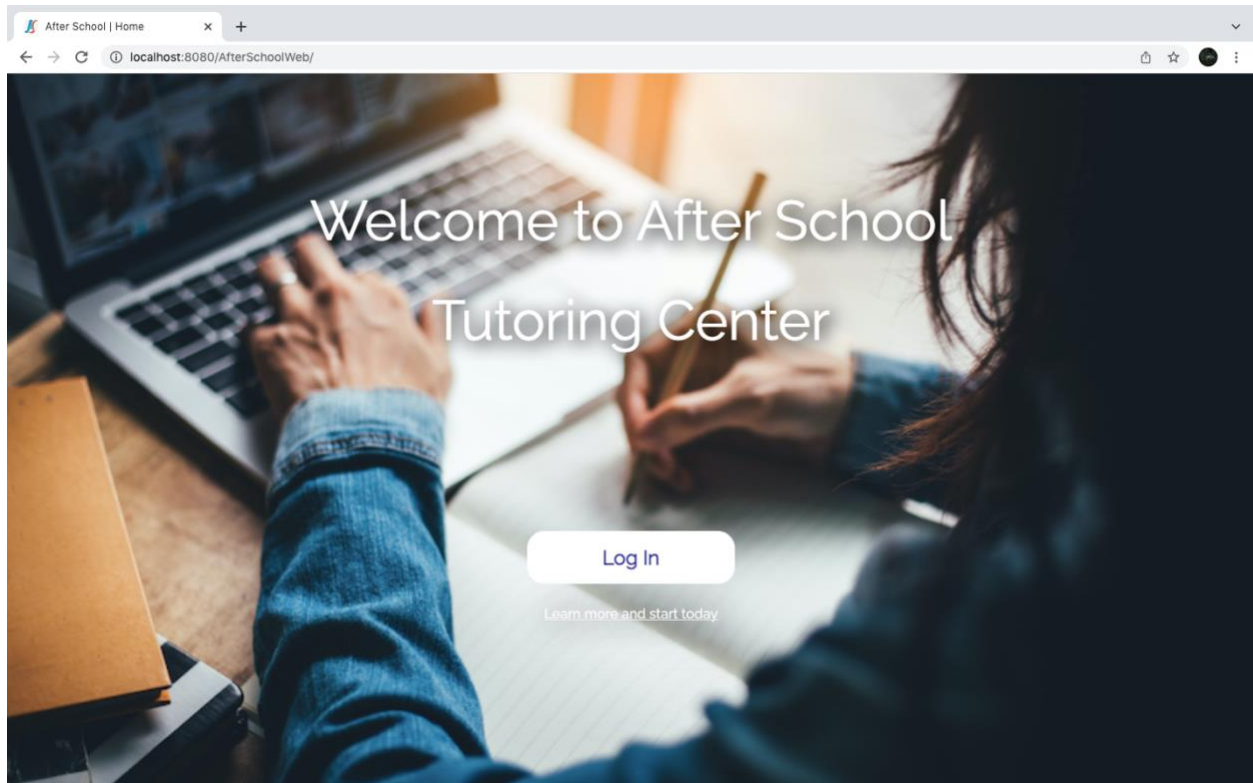 After School | Home
localhost:8080/AfterSchoolWeb/
Welcome to After School
Tutoring Center
Log In
Learn more and start today